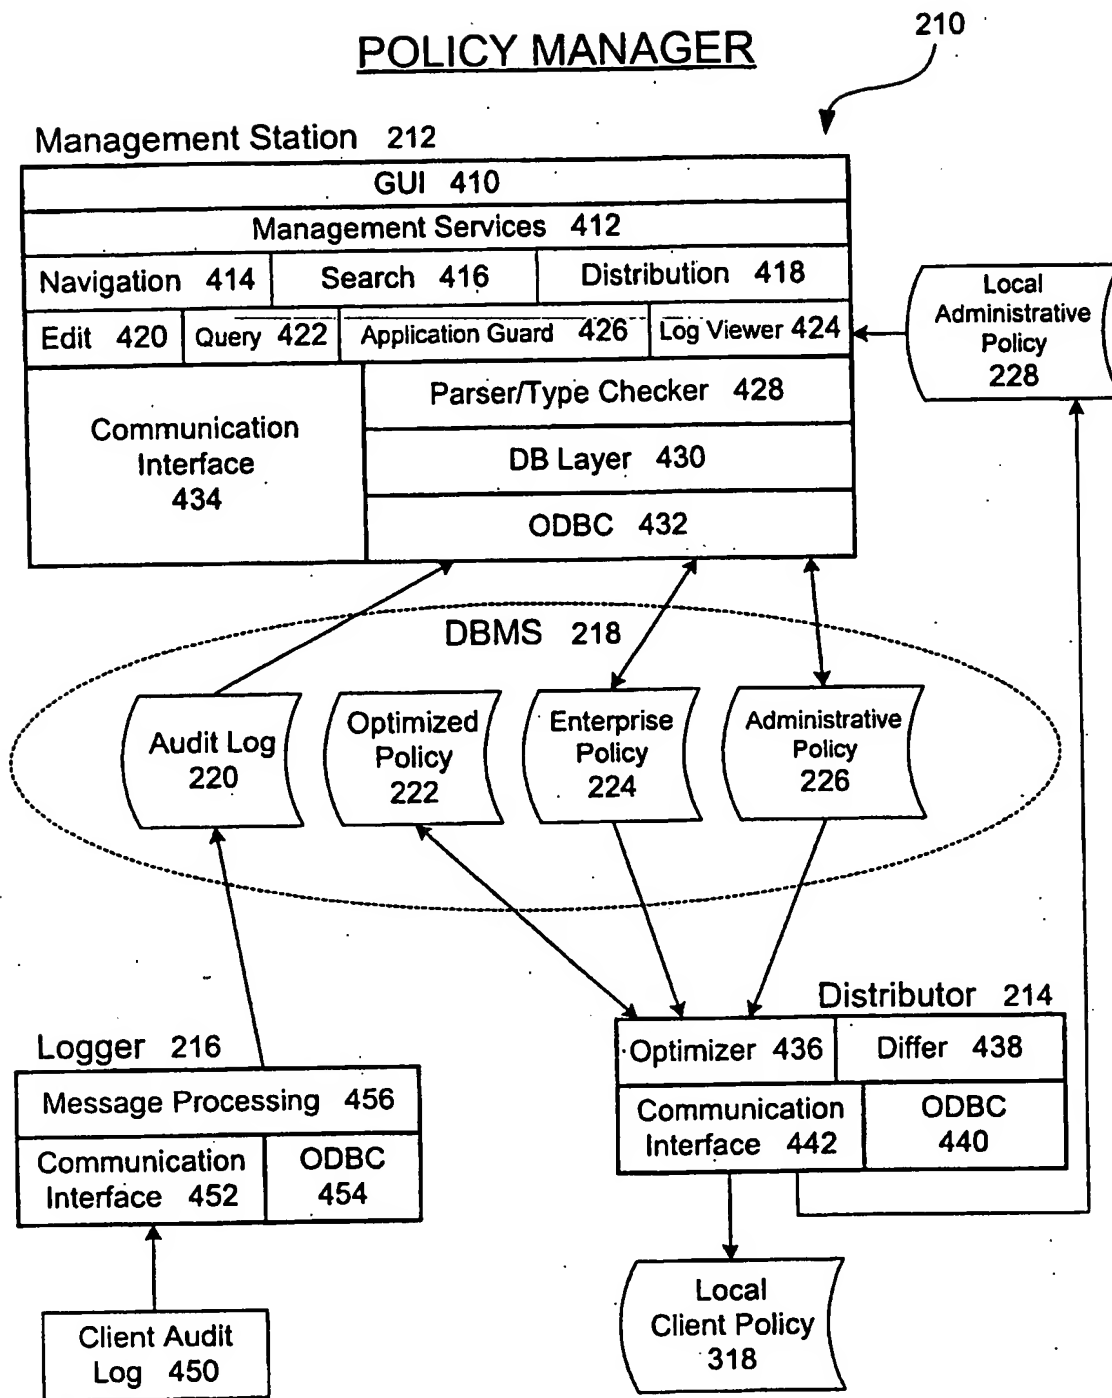 210
POLICY MANAGER
Management Station 212
GUI 410
Management Services 412
Navigation 414
Search 416
Distribution 418
Edit 420
Query 422
Application Guard 426
Log Viewer 424
Local
Administrative
Policy
228
Communication
Interface
434
Parser/Type Checker 428
DB Layer 430
ODBC 432
DBMS 218
Audit Log
220
Optimized
Policy
222
Enterprise
Policy
224
Administrative
Policy
226
Distributor 214
Optimizer 436
Differ 438
Communication
Interface 442
ODBC
440
Logger 216
Message Processing 456
Communication
Interface 452
ODBC
454
Client Audit
Log 450
Local
Client Policy
318